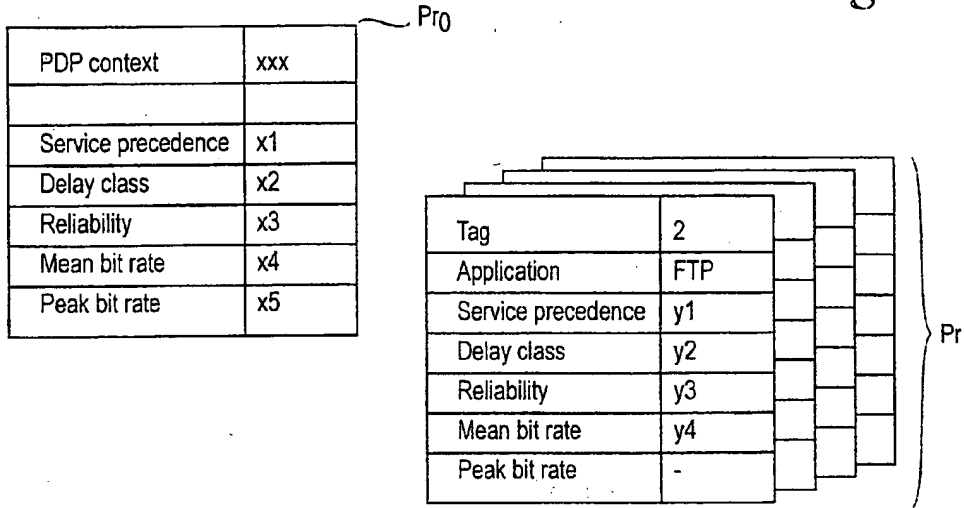 Pr0
PDP context xxx
Service precedence x1
Delay class x2
Reliability x3
Mean bit rate x4
Peak bit rate x5
Tag 2
Application FTP
Service precedence y1
Delay class y2
Reliability y3
Mean bit rate y4
Peak bit rate -
Pr